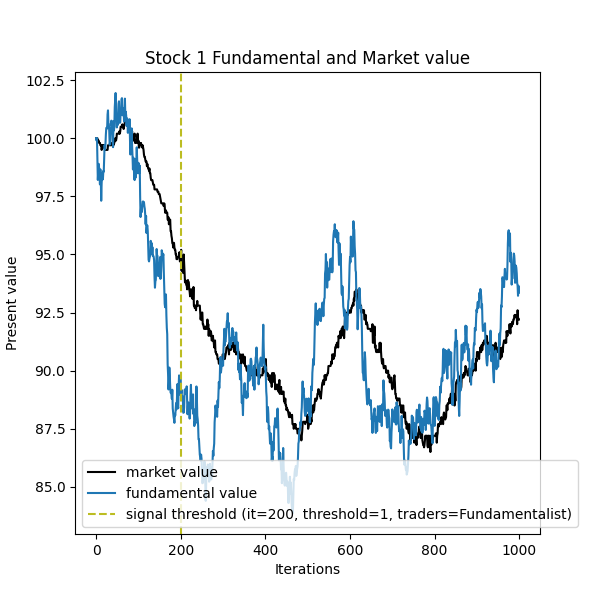 Stock 1 Fundamental and Market value
102.5
100.0
97.5
95.0
92.5
90.0
87.5
85.0
Present value
market value
fundamental value
signal threshold (it=200, threshold=1, traders=Fundamentalist)
0 200 400 600 800 1000
Iterations